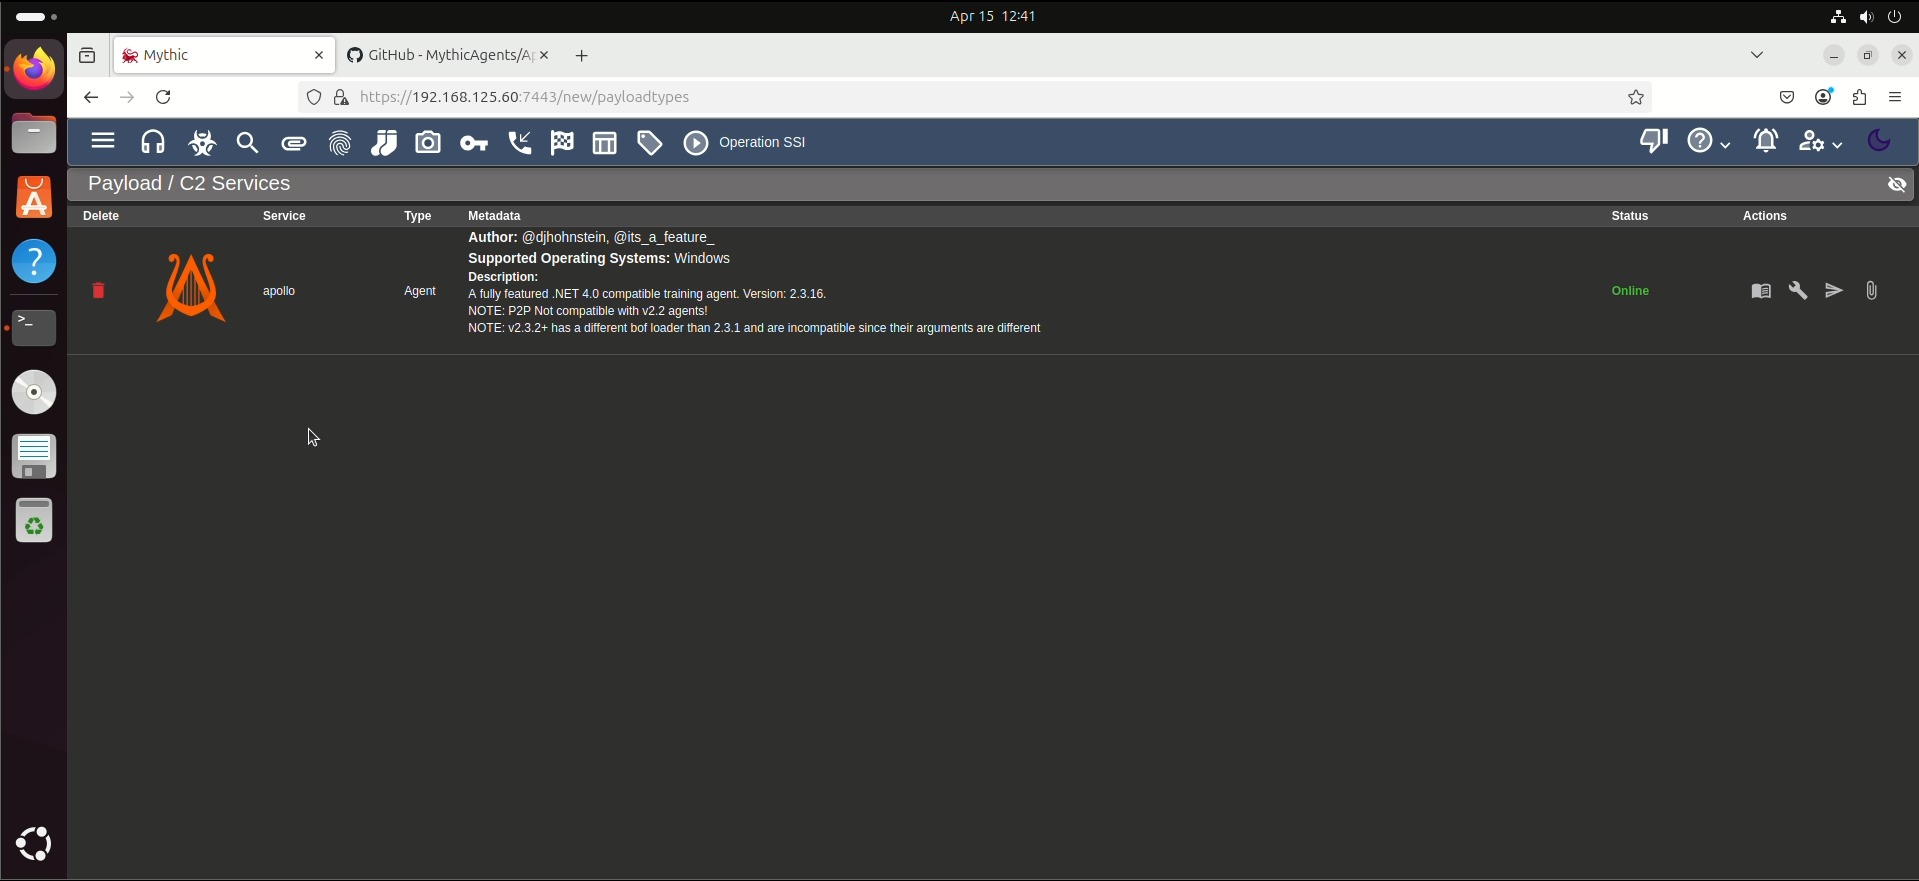 Apr 15 12:41
Mythic
GitHub - MythicAgents/Ap
https://192.168.125.60:7443/new/payloadtypes
Operation SSI
Payload / C2 Services
Delete Service Type Metadata Status Actions
Author: @djhohnstein, @its_a_feature_
Supported Operating Systems: Windows
Description:
apollo Agent A fully featured .NET 4.0 compatible training agent. Version: 2.3.16. Online
NOTE: P2P Not compatible with v2.2 agents!
NOTE: v2.3.2+ has a different bof loader than 2.3.1 and are incompatible since their arguments are different